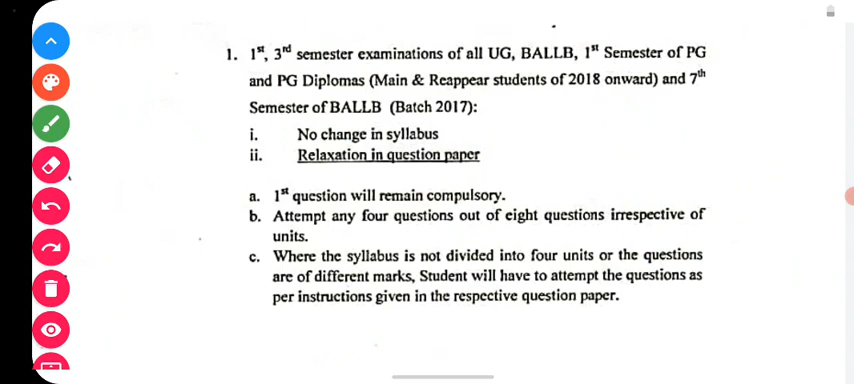 1. 1st, 3rd semester examinations of all UG, BALLB, 1st Semester of PG
and PG Diplomas (Main & Reappear students of 2018 onward) and 7th
Semester of BALLB (Batch 2017):
i. No change in syllabus
ii. Relaxation in question paper
a. 1st question will remain compulsory.
b. Attempt any four questions out of eight questions irrespective of
units.
c. Where the syllabus is not divided into four units or the questions
are of different marks, Student will have to attempt the questions as
per instructions given in the respective question paper.